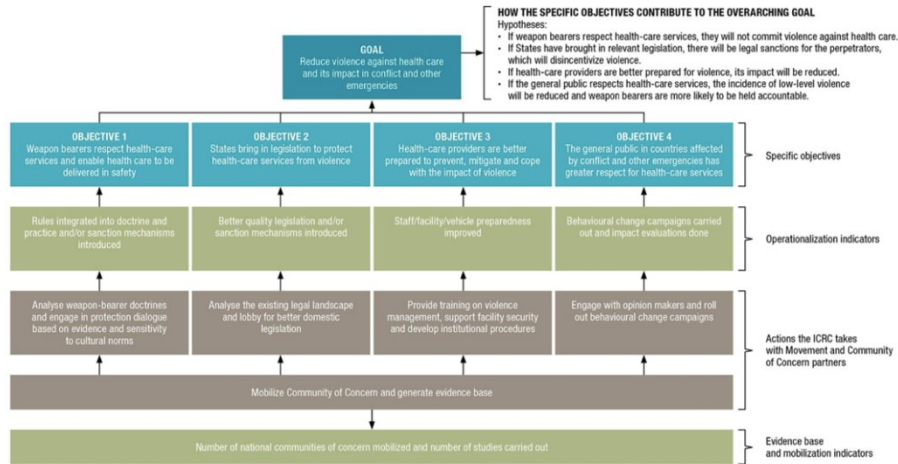 HOW THE SPECIFIC OBJECTIVES CONTRIBUTE TO THE OVERARCHING GOAL
Hypotheses:
• If weapon bearers respect health-care services, they will not commit violence against health care.
• If States have brought in relevant legislation, there will be legal sanctions for the perpetrators,
which will disincentivize violence.
• If health-care providers are better prepared for violence, its impact will be reduced.
• If the general public respects health-care services, the incidence of low-level violence
will be reduced and weapon bearers are more likely to be held accountable.
GOAL
Reduce violence against health care
and its impact in conflict and other
emergencies
OBJECTIVE 1
Weapon bearers respect health-care
services and enable health care to be
delivered in safety
OBJECTIVE 2
States bring in legislation to protect
health-care services from violence
OBJECTIVE 3
Health-care providers are better
prepared to prevent, mitigate and cope
with the impact of violence
OBJECTIVE 4
The general public in countries affected
by conflict and other emergencies has
greater respect for health-care services
Specific objectives
Rules integrated into doctrine and
practice and/or sanction mechanisms
introduced
Better quality legislation and/or
sanction mechanisms introduced
Staff/facility/vehicle preparedness
improved
Behavioural change campaigns carried
out and impact evaluations done
Operationalization indicators
Analyse weapon-bearer doctrines
and engage in protection dialogue
based on evidence and sensitivity
to cultural norms
Analyse the existing legal landscape
and lobby for better domestic
legislation
Provide training on violence
management, support facility security
and develop institutional procedures
Engage with opinion makers and roll
out behavioural change campaigns
Actions the ICRC takes
with Movement and Community
of Concern partners
Mobilize Community of Concern and generate evidence base
Number of national communities of concern mobilized and number of studies carried out
Evidence base
and mobilization indicators